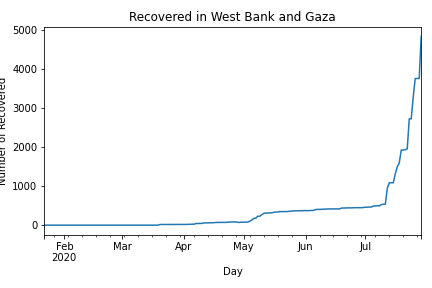 Recovered in West Bank and Gaza
5000
4000
3000
2000
1000
0
Number of Recovered
Feb
2020
Mar
Apr
May
Jun
Jul
Day